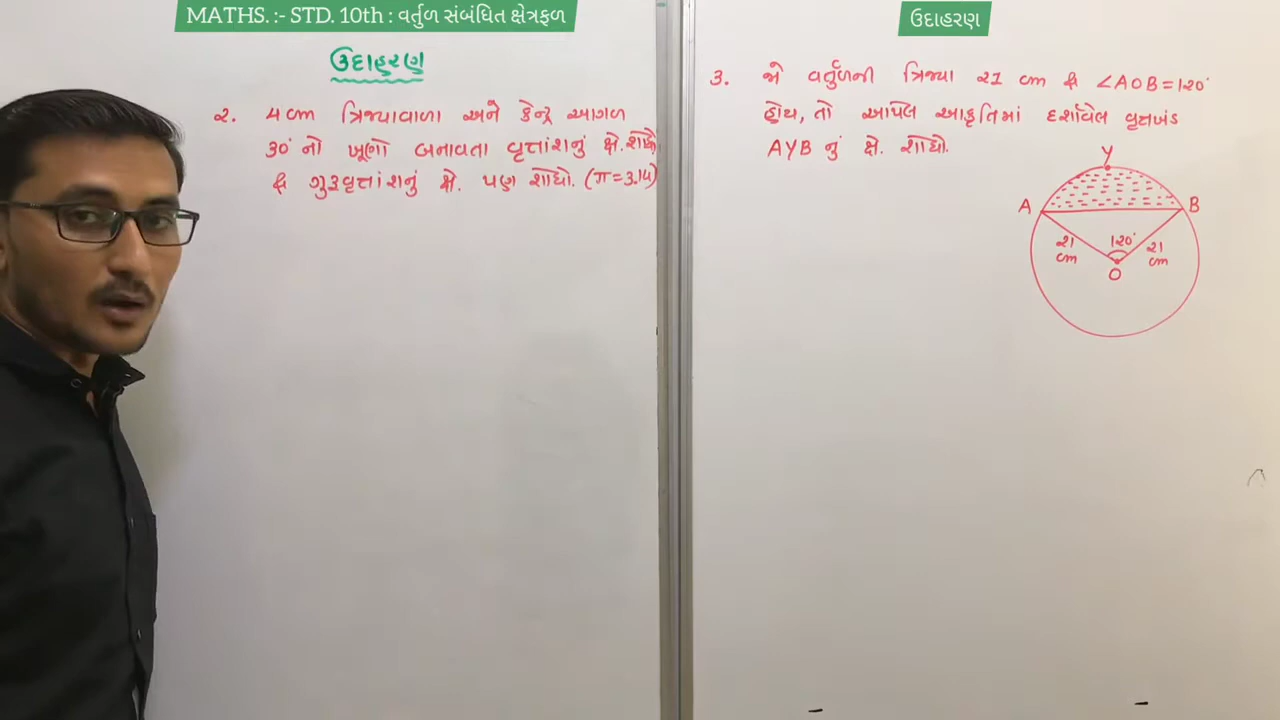 MATHS. :- STD. 10th : વર્તુળ સંબંધિત ક્ષેત્રફળ
ઉદાહરણ
૨. 4 cm ત્રિજ્યાવાળા અને કેન્દ્ર આગળ
30° નો ખૂણો બનાવતા વૃત્તાંશનું ક્ષે. શોધો
& ગુરુવૃત્તાંશનું ક્ષે. પણ શોધો. (π=3.14)
ઉદાહરણ
૩. જો વર્તુળની ત્રિજ્યા 21 cm & ∠AOB=120°
હોય, તો આપેલ આકૃતિમાં દર્શાવેલ વૃત્તખંડ
AYB નું ક્ષે. શોધો.
Y
A B
21 cm 120° 21 cm
O